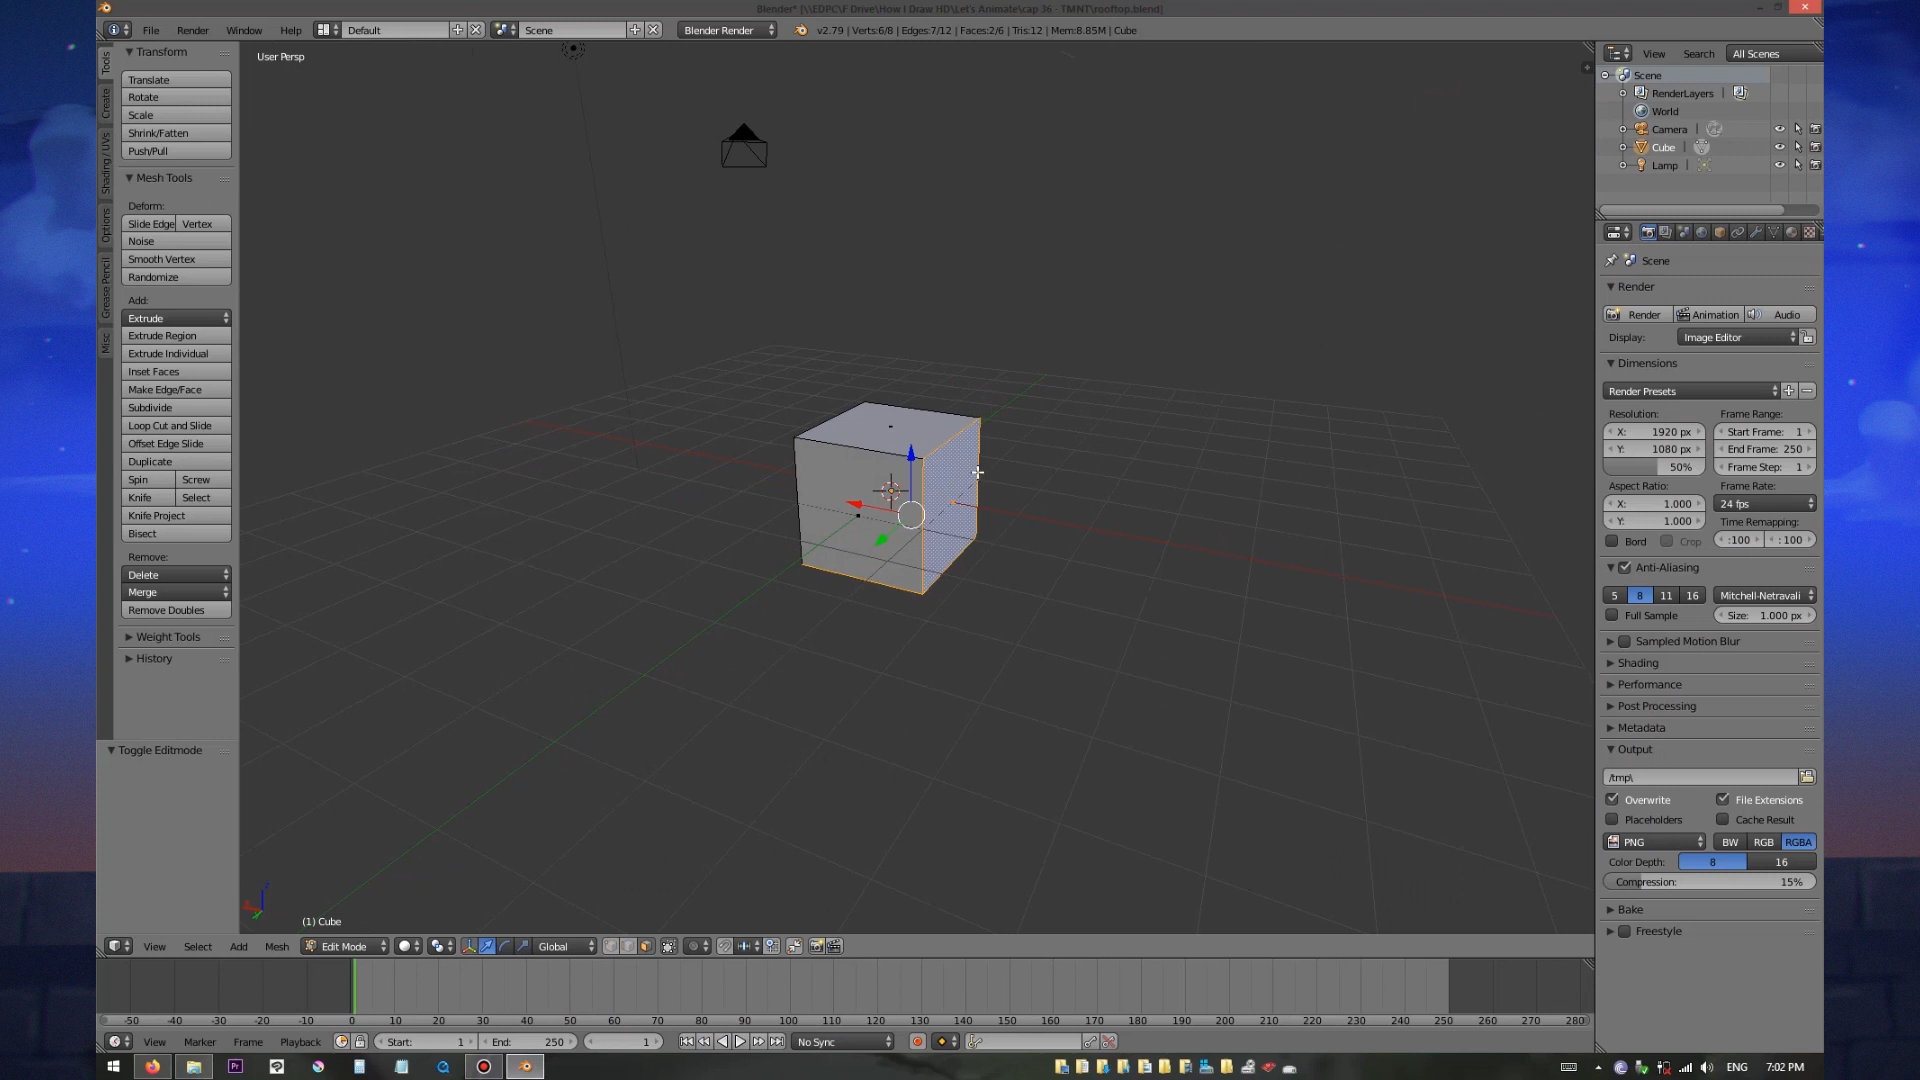 Blender* [\\EDPC\F Drive\How I Draw HD\Let's Animate\cap 36 - TMNT\rooftop.blend]
File Render Window Help Default Scene Blender Render v2.79 | Verts:6/8 | Edges:7/12 | Faces:2/6 | Tris:12 | Mem:8.85M | Cube
Tools
Create
Shading / UVs
Options
Grease Pencil
Misc
Transform
Translate
Rotate
Scale
Shrink/Fatten
Push/Pull
Mesh Tools
Deform:
Slide Edge Vertex
Noise
Smooth Vertex
Randomize
Add:
Extrude
Extrude Region
Extrude Individual
Inset Faces
Make Edge/Face
Subdivide
Loop Cut and Slide
Offset Edge Slide
Duplicate
Spin Screw
Knife Select
Knife Project
Bisect
Remove:
Delete
Merge
Remove Doubles
Weight Tools
History
Toggle Editmode
User Persp
(1) Cube
View Select Add Mesh Edit Mode Global
-50 -40 -30 -20 -10 0 10 20 30 40 50 60 70 80 90 100 110 120 130 140 150 160 170 180 190 200 210 220 230 240 250 260 270 280
View Marker Frame Playback Start: 1 End: 250 1 No Sync
View Search All Scenes
Scene
RenderLayers
World
Camera
Cube
Lamp
Scene
Render
Render Animation Audio
Display: Image Editor
Dimensions
Render Presets
Resolution: Frame Range:
X: 1920 px Start Frame: 1
Y: 1080 px End Frame: 250
50% Frame Step: 1
Aspect Ratio: Frame Rate:
X: 1.000 24 fps
Y: 1.000 Time Remapping:
Bord Crop :100 :100
Anti-Aliasing
5 8 11 16 Mitchell-Netravali
Full Sample Size: 1.000 px
Sampled Motion Blur
Shading
Performance
Post Processing
Metadata
Output
/tmp\
Overwrite File Extensions
Placeholders Cache Result
PNG BW RGB RGBA
Color Depth: 8 16
Compression: 15%
Bake
Freestyle
Pr
ENG 7:02 PM